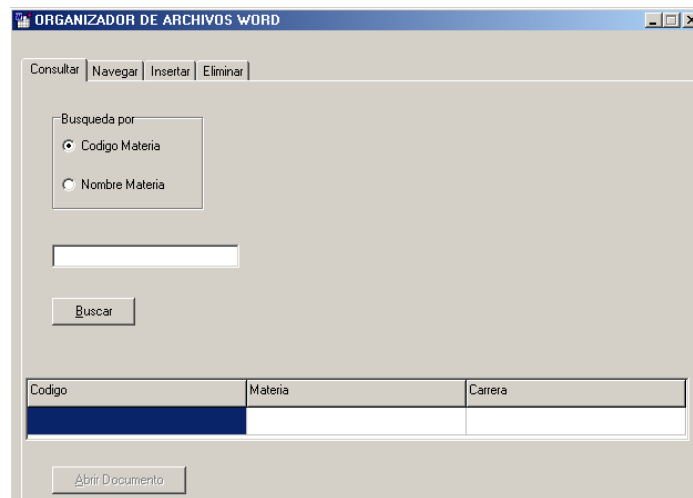 ORGANIZADOR DE ARCHIVOS WORD
Consultar Navegar Insertar Eliminar
Busqueda por
Codigo Materia
Nombre Materia
Buscar
Codigo Materia Carrera
Abrir Documento